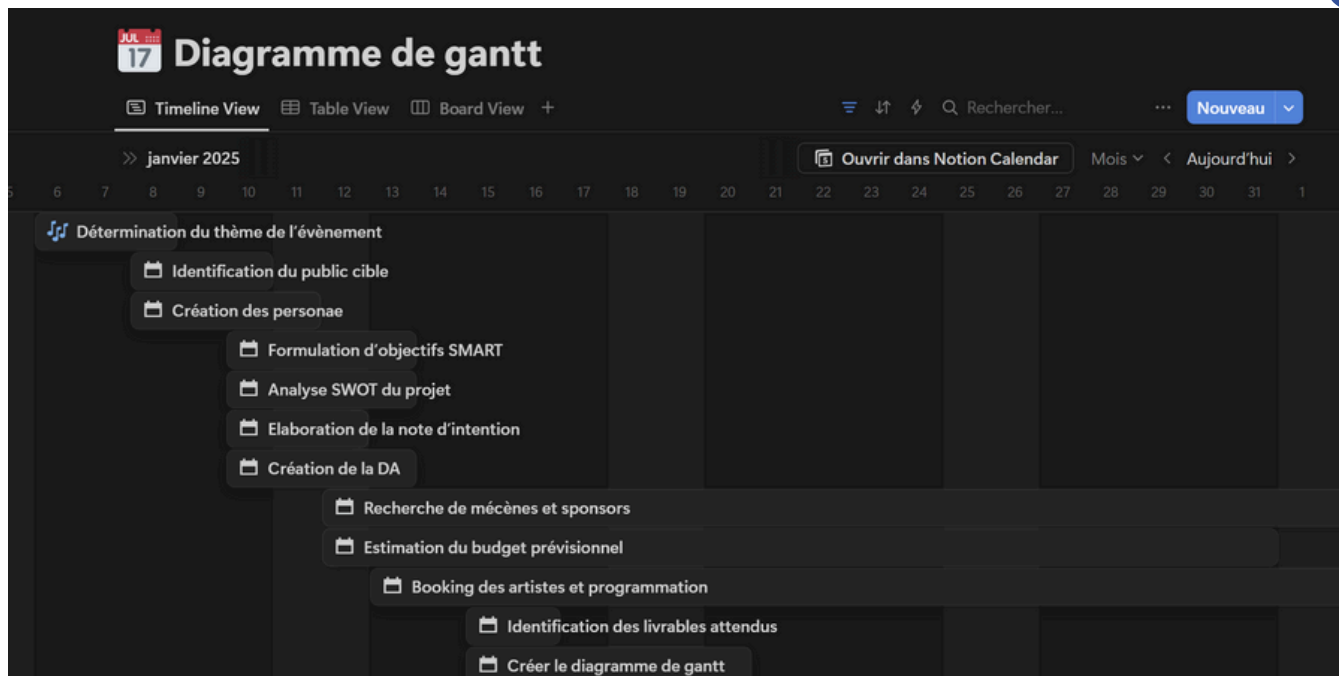 JUL
17
Diagramme de gantt
Timeline View Table View Board View +
Rechercher... ... Nouveau
janvier 2025
Ouvrir dans Notion Calendar Mois Aujourd'hui
5 6 7 8 9 10 11 12 13 14 15 16 17 18 19 20 21 22 23 24 25 26 27 28 29 30 31 1
Détermination du thème de l'évènement
Identification du public cible
Création des personae
Formulation d'objectifs SMART
Analyse SWOT du projet
Elaboration de la note d'intention
Création de la DA
Recherche de mécènes et sponsors
Estimation du budget prévisionnel
Booking des artistes et programmation
Identification des livrables attendus
Créer le diagramme de gantt